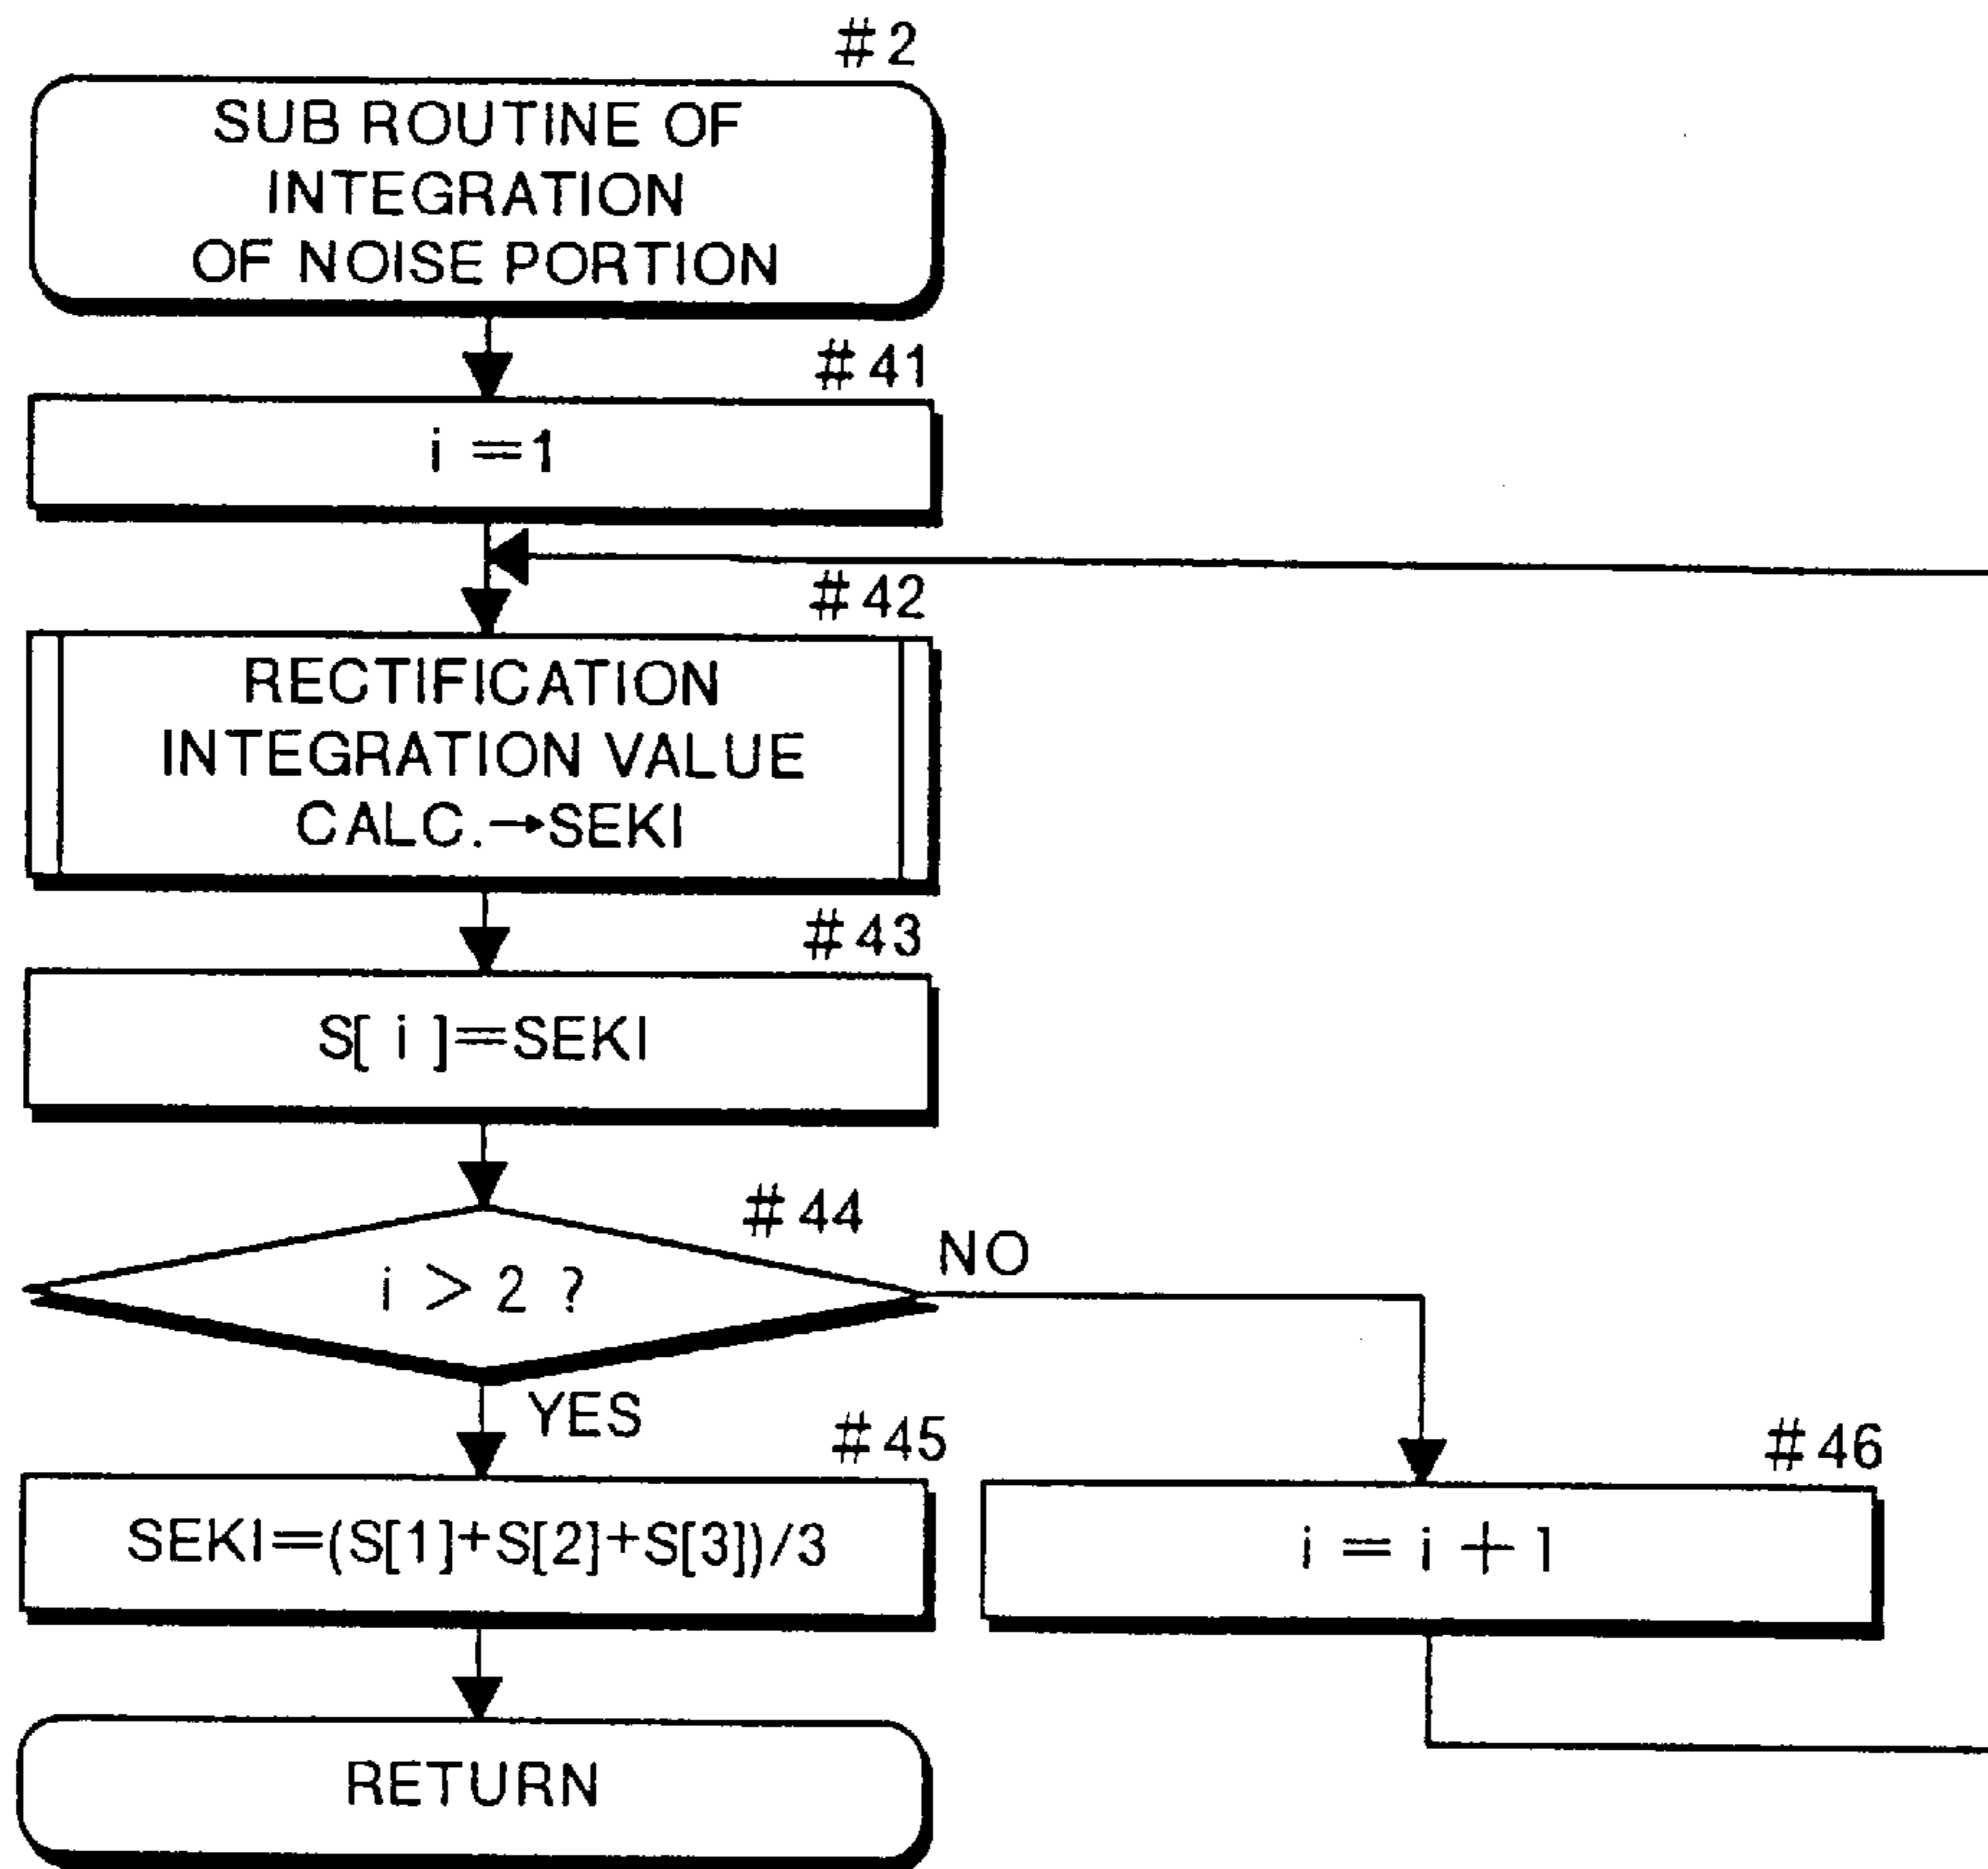 #2
SUB ROUTINE OF
INTEGRATION
OF NOISE PORTION
#41
i =1
#42
RECTIFICATION
INTEGRATION VALUE
CALC.→SEKI
#43
S[ i ]=SEKI
#44
i > 2 ?
NO
YES
#45
SEKI=(S[1]+S[2]+S[3])/3
#46
i = i + 1
RETURN